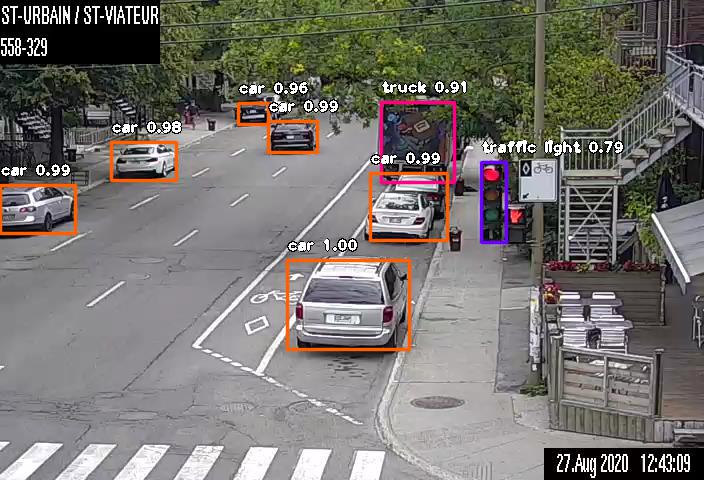 ST-URBAIN / ST-VIATEUR
558-329
car 0.96
truck 0.91
car 0.99
car 0.98
traffic light 0.79
car 0.99
car 0.99
car 1.00
27.Aug 2020 12:43:09